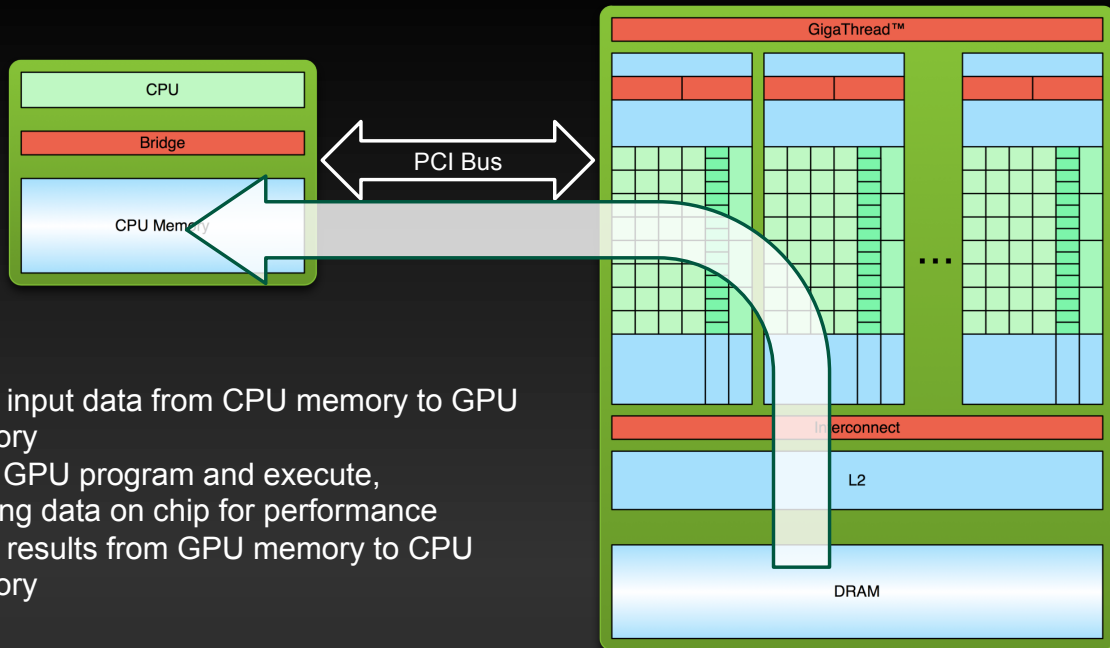 GigaThread™
CPU
Bridge
PCI Bus
CPU Memory
input data from CPU memory to GPU
ory
GPU program and execute,
ng data on chip for performance
results from GPU memory to CPU
ory
Interconnect
L2
...
DRAM